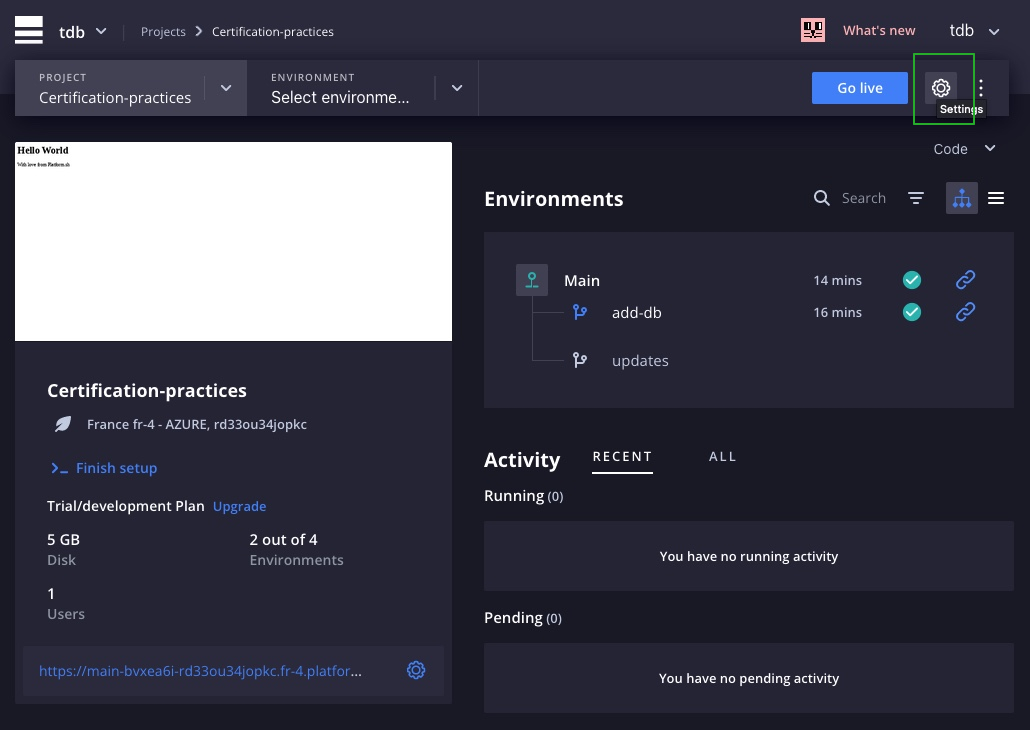 tdb
Projects
Certification-practices
What's new
tdb
PROJECT
Certification-practices
ENVIRONMENT
Select environme...
Go live
Settings
Hello World
With love from Platform.sh
Code
Environments
Search
Main
14 mins
add-db
16 mins
updates
Certification-practices
France fr-4 - AZURE, rd33ou34jopkc
Finish setup
Trial/development Plan Upgrade
5 GB
Disk
2 out of 4
Environments
1
Users
https://main-bvxea6i-rd33ou34jopkc.fr-4.platfor...
Activity
RECENT
ALL
Running (0)
You have no running activity
Pending (0)
You have no pending activity